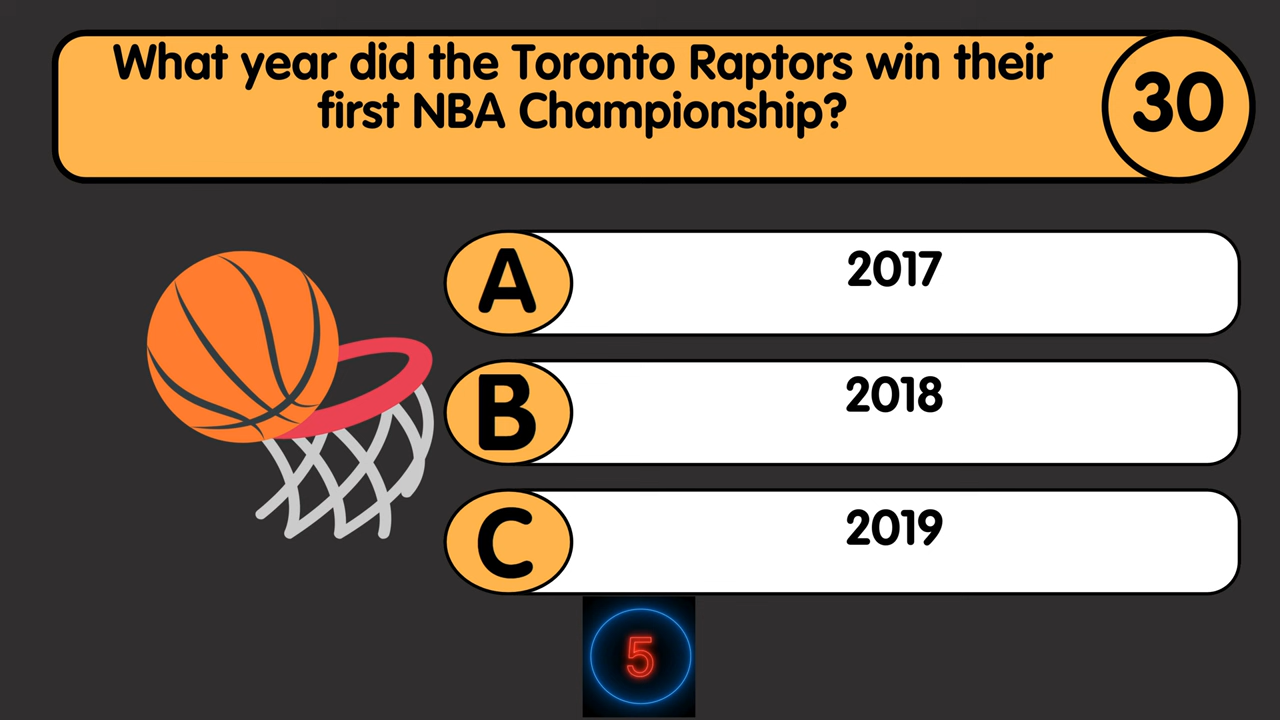 What year did the Toronto Raptors win their
first NBA Championship?
30
A
2017
B
2018
C
2019
5